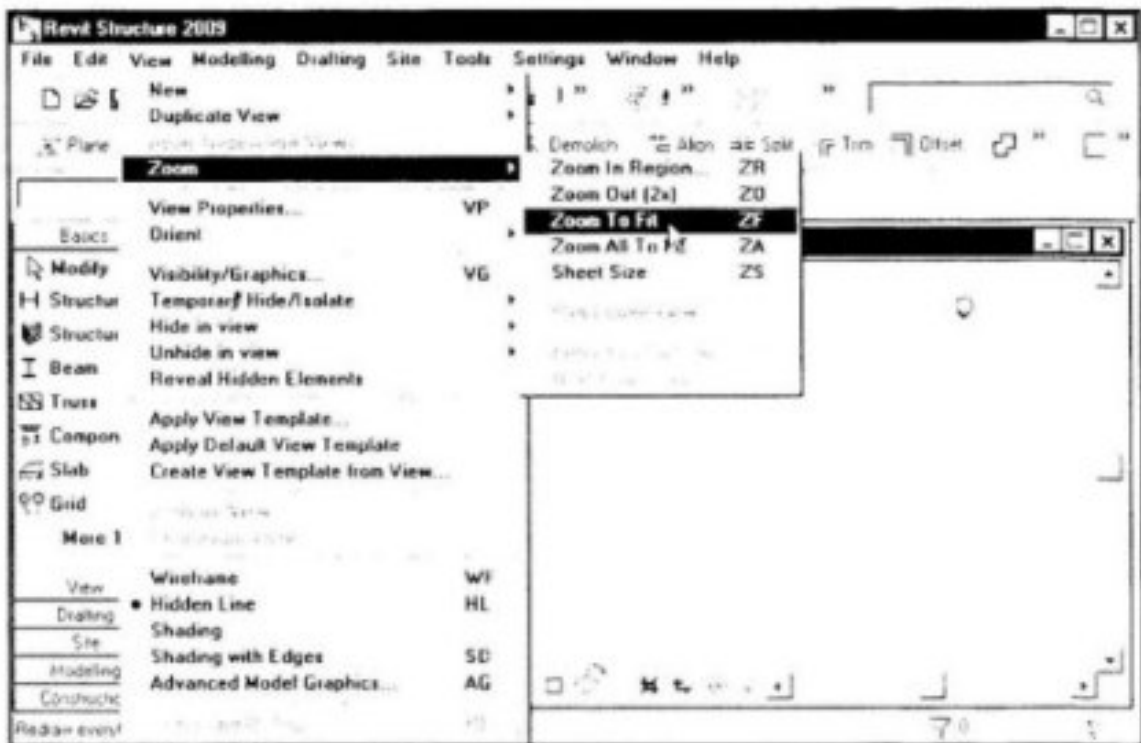 Revit Structure 2009
File Edit View Modelling Drafting Site Tools Settings Window Help
New
Duplicate View
Plane
Demolish Align Split Trim Offset
Zoom
Zoom In Region... ZR
Zoom Out (2x) ZO
View Properties... VP
Zoom To Fit ZF
Basics
Orient
Zoom All To Fit ZA
Modify
Visibility/Graphics... VG
Sheet Size ZS
Structur
Temporary Hide/Isolate
Structur
Hide in view
Beam
Unhide in view
Reveal Hidden Elements
Truss
Apply View Template...
Compon
Apply Default View Template
Slab
Create View Template from View...
Grid
More
View
Wireframe WF
Drafting
Hidden Line HL
Site
Shading
Modelling
Shading with Edges SD
Constructio
Advanced Model Graphics... AG